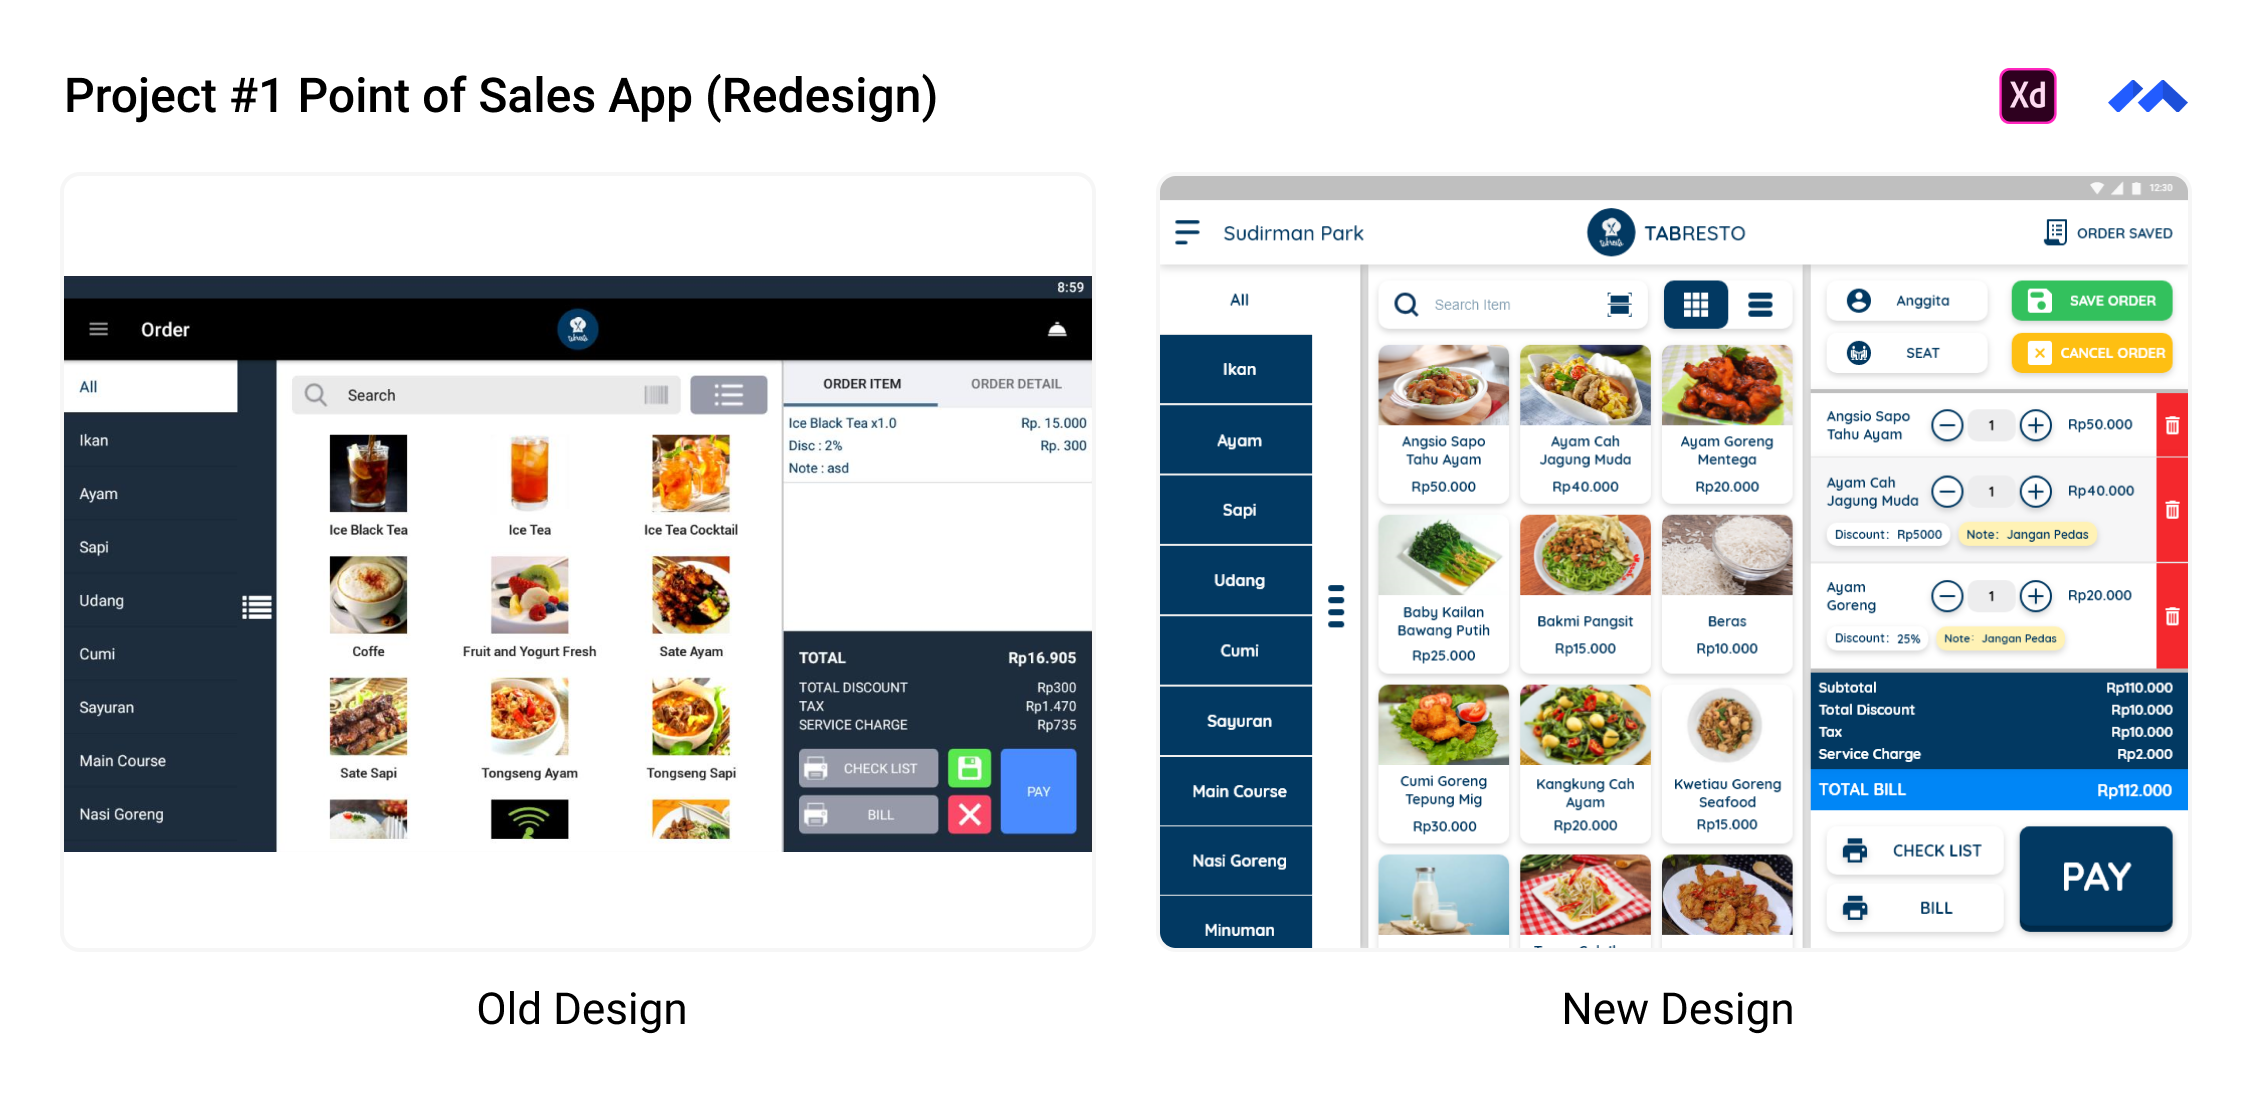 Project #1 Point of Sales App (Redesign)
Xd
8:59
Order
All
Ikan
Ayam
Sapi
Udang
Cumi
Sayuran
Main Course
Nasi Goreng
Search
Ice Black Tea
Ice Tea
Ice Tea Cocktail
Coffe
Fruit and Yogurt Fresh
Sate Ayam
Sate Sapi
Tongseng Ayam
Tongseng Sapi
ORDER ITEM
ORDER DETAIL
Ice Black Tea x1.0 Rp. 15.000
Disc : 2% Rp. 300
Note : asd
TOTAL Rp16.905
TOTAL DISCOUNT Rp300
TAX Rp1.470
SERVICE CHARGE Rp735
CHECK LIST
BILL
PAY
Old Design
12:30
Sudirman Park
TABRESTO
ORDER SAVED
All
Ikan
Ayam
Sapi
Udang
Cumi
Sayuran
Main Course
Nasi Goreng
Minuman
Search Item
Angsio Sapo
Tahu Ayam
Rp50.000
Ayam Cah
Jagung Muda
Rp40.000
Ayam Goreng
Mentega
Rp20.000
Baby Kailan
Bawang Putih
Rp25.000
Bakmi Pangsit
Rp15.000
Beras
Rp10.000
Cumi Goreng
Tepung Mig
Rp30.000
Kangkung Cah
Ayam
Rp20.000
Kwetiau Goreng
Seafood
Rp15.000
Anggita
SAVE ORDER
SEAT
CANCEL ORDER
Angsio Sapo
Tahu Ayam
1
Rp50.000
Ayam Cah
Jagung Muda
1
Rp40.000
Discount: Rp5000
Note: Jangan Pedas
Ayam
Goreng
1
Rp20.000
Discount: 25%
Note: Jangan Pedas
Subtotal Rp110.000
Total Discount Rp10.000
Tax Rp10.000
Service Charge Rp2.000
TOTAL BILL Rp112.000
CHECK LIST
BILL
PAY
New Design